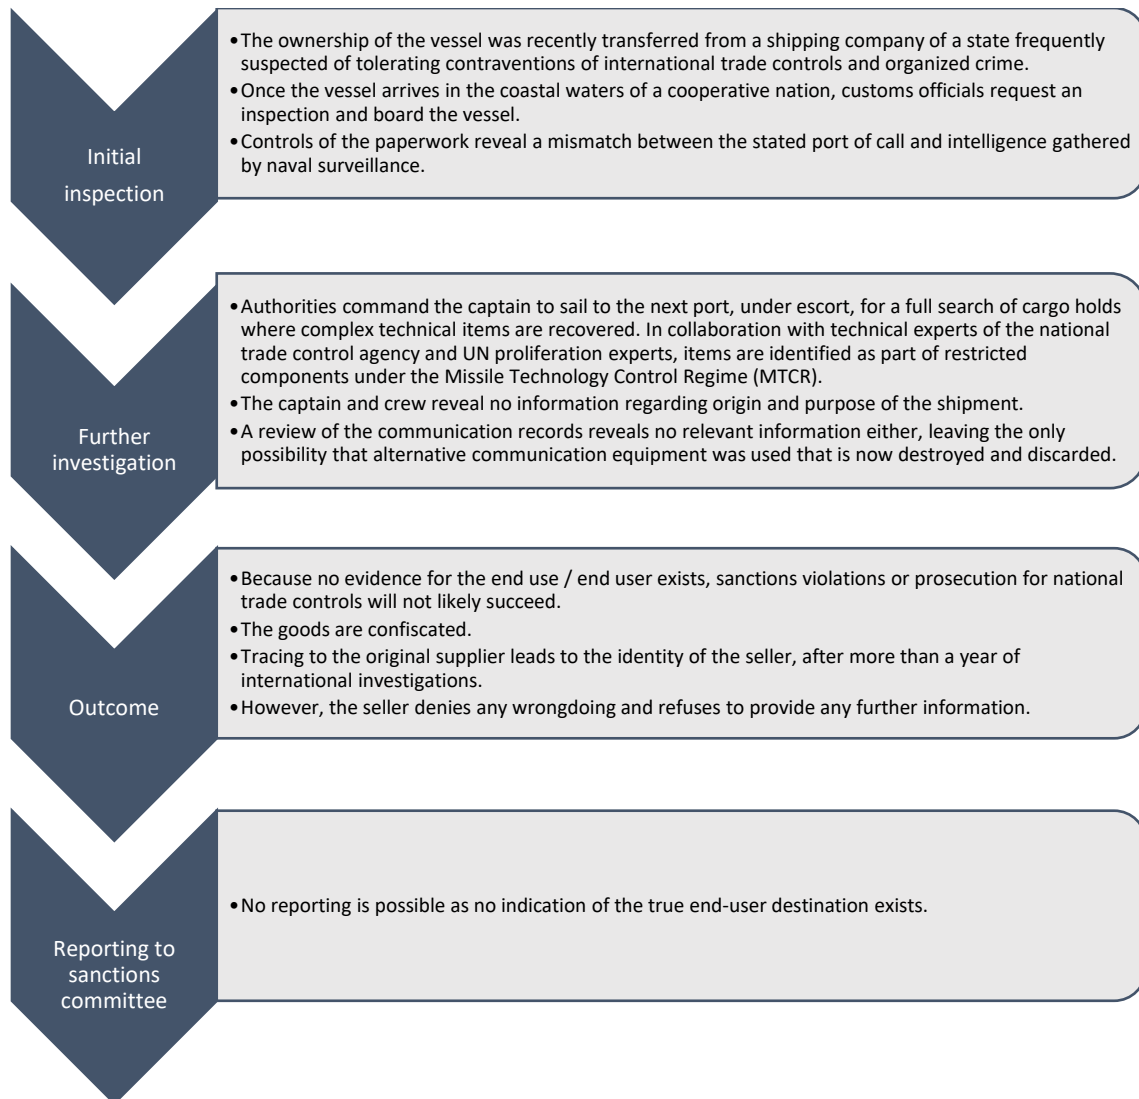 •The ownership of the vessel was recently transferred from a shipping company of a state frequently
suspected of tolerating contraventions of international trade controls and organized crime.
•Once the vessel arrives in the coastal waters of a cooperative nation, customs officials request an
inspection and board the vessel.
•Controls of the paperwork reveal a mismatch between the stated port of call and intelligence gathered
by naval surveillance.
Initial
inspection
•Authorities command the captain to sail to the next port, under escort, for a full search of cargo holds
where complex technical items are recovered. In collaboration with technical experts of the national
trade control agency and UN proliferation experts, items are identified as part of restricted
components under the Missile Technology Control Regime (MTCR).
•The captain and crew reveal no information regarding origin and purpose of the shipment.
•A review of the communication records reveals no relevant information either, leaving the only
possibility that alternative communication equipment was used that is now destroyed and discarded.
Further
investigation
•Because no evidence for the end use / end user exists, sanctions violations or prosecution for national
trade controls will not likely succeed.
•The goods are confiscated.
•Tracing to the original supplier leads to the identity of the seller, after more than a year of
international investigations.
•However, the seller denies any wrongdoing and refuses to provide any further information.
Outcome
•No reporting is possible as no indication of the true end-user destination exists.
Reporting to
sanctions
committee